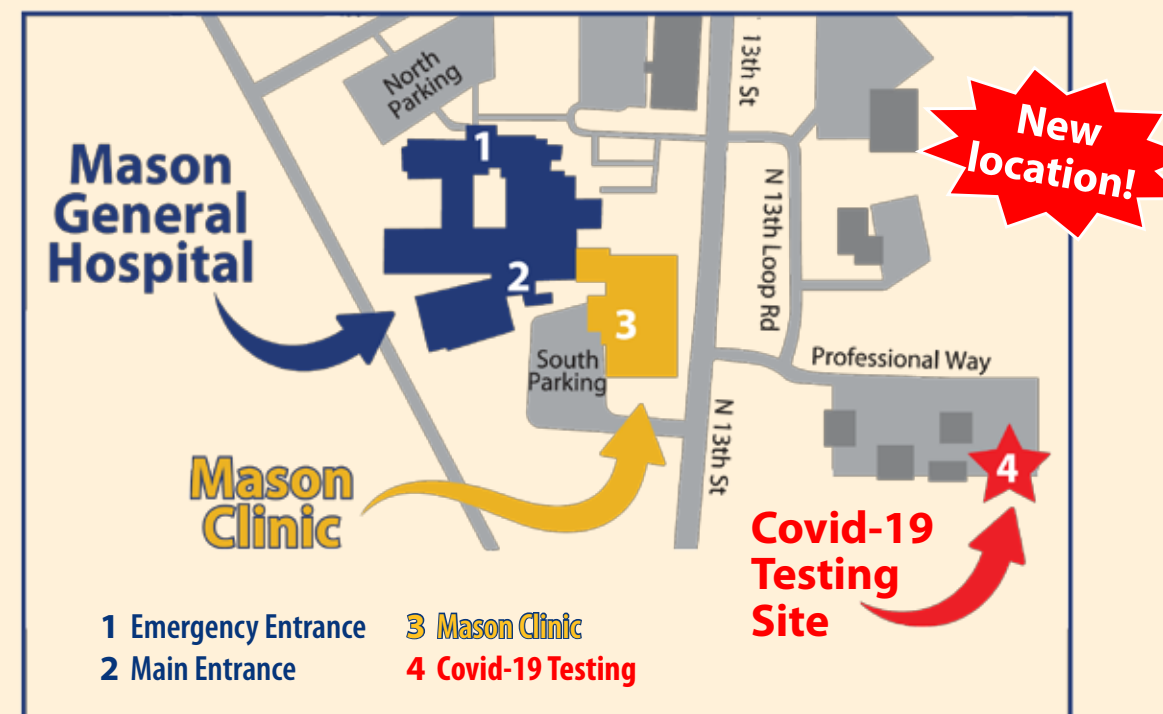 North
Parking
13th St
New
location!
1
Mason
General
Hospital
N 13th Loop Rd
2
3
South
Parking
Professional Way
N 13th St
Mason
Clinic
4
Covid-19
Testing
Site
1 Emergency Entrance
2 Main Entrance
3 Mason Clinic
4 Covid-19 Testing